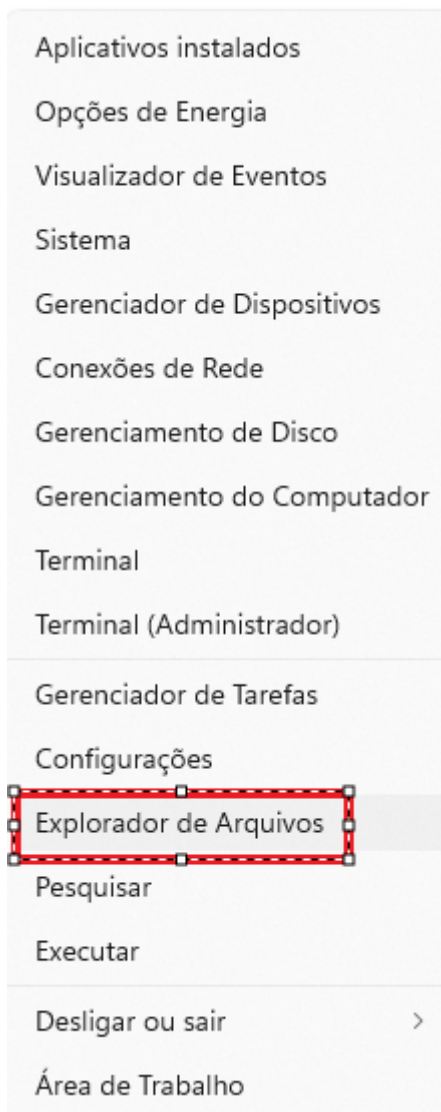 Aplicativos instalados
Opções de Energia
Visualizador de Eventos
Sistema
Gerenciador de Dispositivos
Conexões de Rede
Gerenciamento de Disco
Gerenciamento do Computador
Terminal
Terminal (Administrador)
Gerenciador de Tarefas
Configurações
Explorador de Arquivos
Pesquisar
Executar
Desligar ou sair
Área de Trabalho